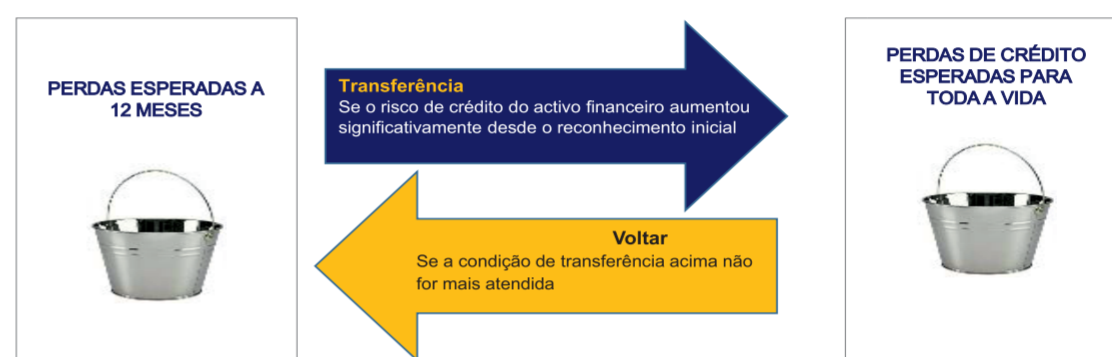 PERDAS ESPERADAS A
12 MESES
Transferência
Se o risco de crédito do activo financeiro aumentou
significativamente desde o reconhecimento inicial
Voltar
Se a condição de transferência acima não
for mais atendida
PERDAS DE CRÉDITO
ESPERADAS PARA
TODA A VIDA